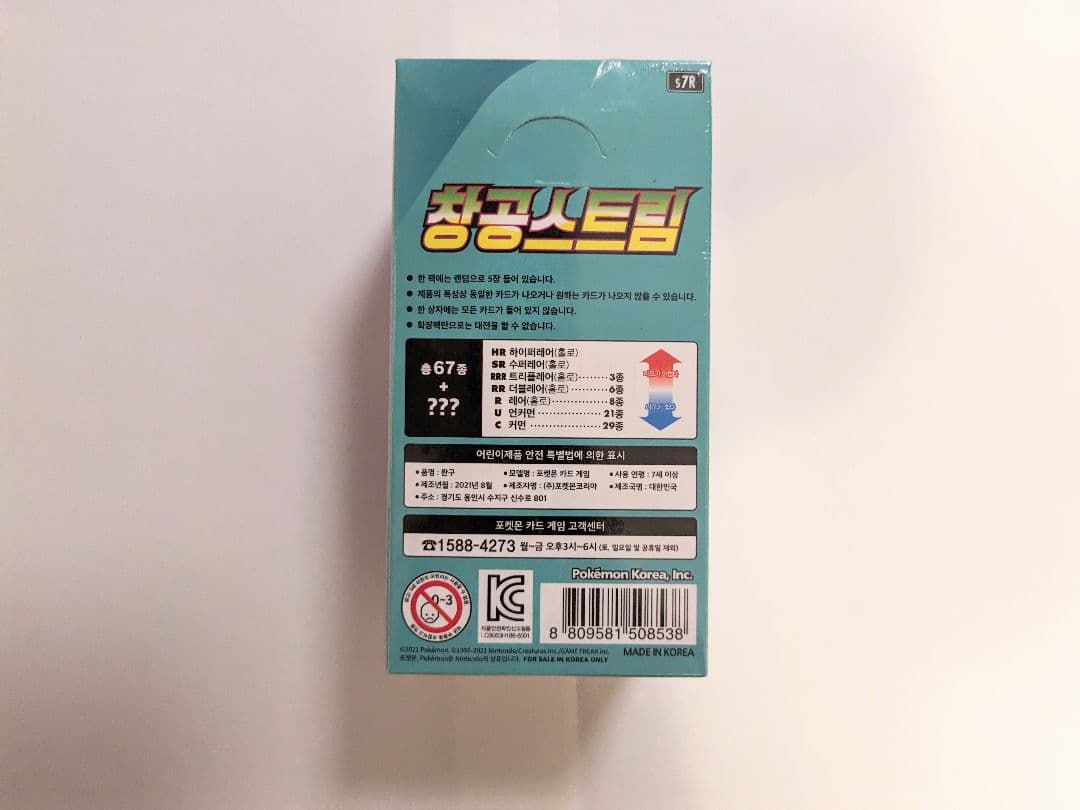 s7R
창공스트림
● 한 팩에는 랜덤으로 5장 들어 있습니다.
● 제품의 특성상 동일한 카드가 나오거나 원하는 카드가 나오지 않을 수 있습니다.
● 한 상자에는 모든 카드가 들어 있지 않습니다.
● 확장팩만으로는 대전을 할 수 없습니다.
총67종
+
???
HR 하이퍼레어(홀로)
SR 수퍼레어(홀로)
RRR 트리플레어(홀로)········3종
RR 더블레어(홀로)···········6종
R 레어(홀로)··············8종
U 언커먼·················21종
C 커먼··················29종
어린이제품 안전 특별법에 의한 표시
•품명 : 완구 •모델명 : 포켓몬 카드 게임 •사용 연령 : 7세 이상
•제조년월 : 2021년 8월 •제조자명 : (주)포켓몬코리아 •제조국명 : 대한민국
•주소 : 경기도 용인시 수지구 신수로 801
포켓몬 카드 게임 고객센터
☎1588-4273 월~금 오후3시~6시 (토, 일요일 및 공휴일 제외)
0~3
Pokémon Korea, Inc.
8 809581 508538
MADE IN KOREA
©2021 Pokémon. ©1995-2021 Nintendo/Creatures Inc./GAME FREAK inc.
포켓몬, Pokémon은 Nintendo의 상표입니다. FOR SALE IN KOREA ONLY